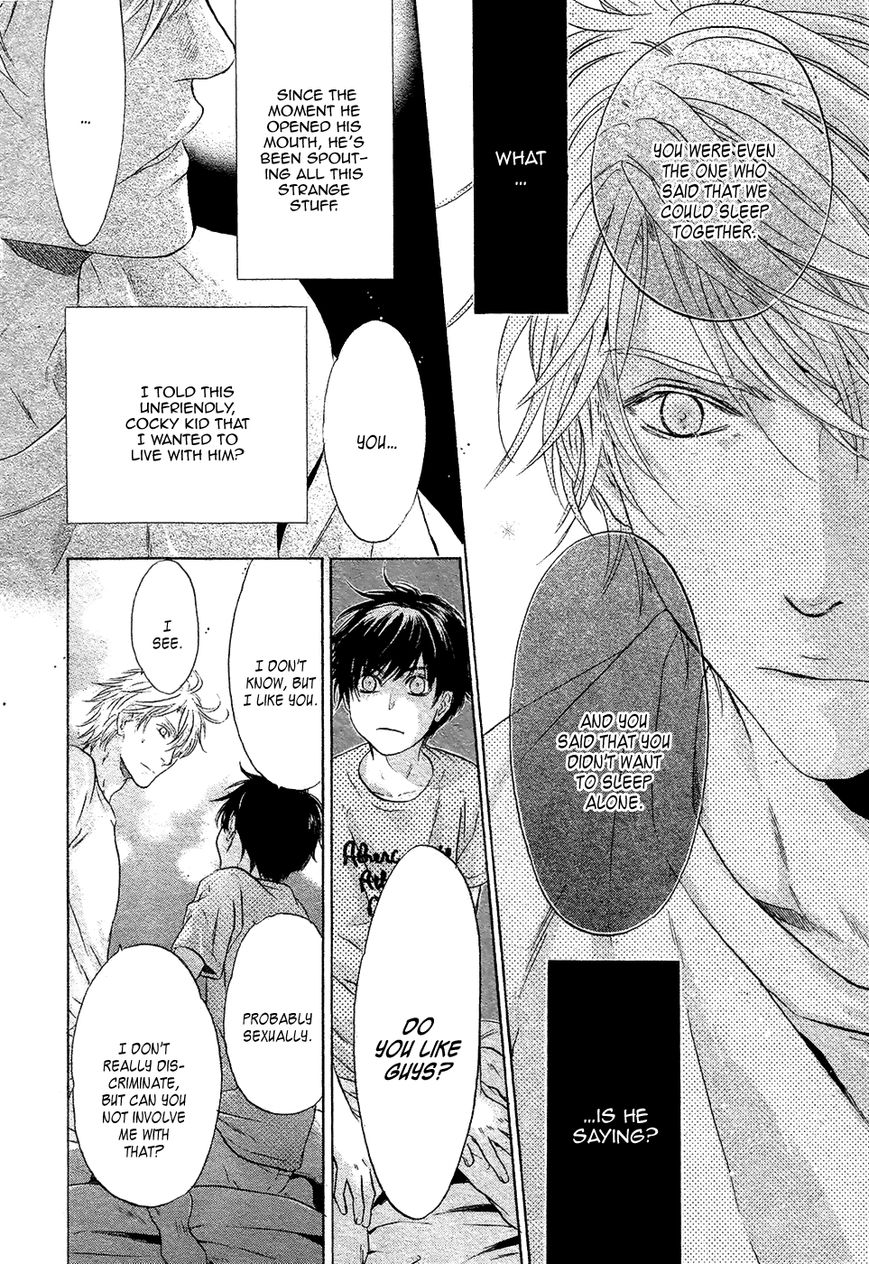 YOU WERE EVEN
THE ONE WHO
SAID THAT WE
COULD SLEEP
TOGETHER.
AND YOU
SAID THAT YOU
DIDN'T WANT
TO SLEEP
ALONE.
WHAT
...
...IS HE
SAYING?
SINCE THE
MOMENT HE
OPENED HIS
MOUTH, HE'S
BEEN SPOUT-
ING ALL THIS
STRANGE
STUFF.
...
I TOLD THIS
UNFRIENDLY,
COCKY KID THAT
I WANTED TO
LIVE WITH HIM?
YOU...
DO
YOU LIKE
GUYS?
I DON'T
KNOW, BUT
I LIKE YOU.
PROBABLY
SEXUALLY.
I
SEE.
I DON'T
REALLY DIS-
CRIMINATE,
BUT CAN YOU
NOT INVOLVE
ME WITH
THAT?